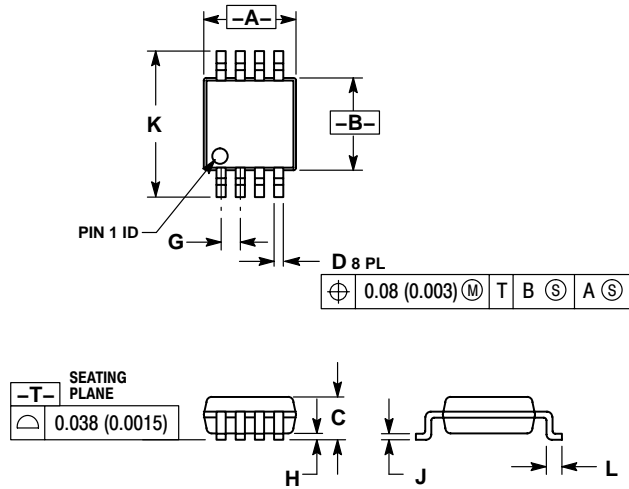 –A–
K
–B–
PIN 1 ID
G
D 8 PL
⌖ 0.08 (0.003) Ⓜ T B Ⓢ A Ⓢ
–T– SEATING PLANE
⌓ 0.038 (0.0015)
C
H
J
L